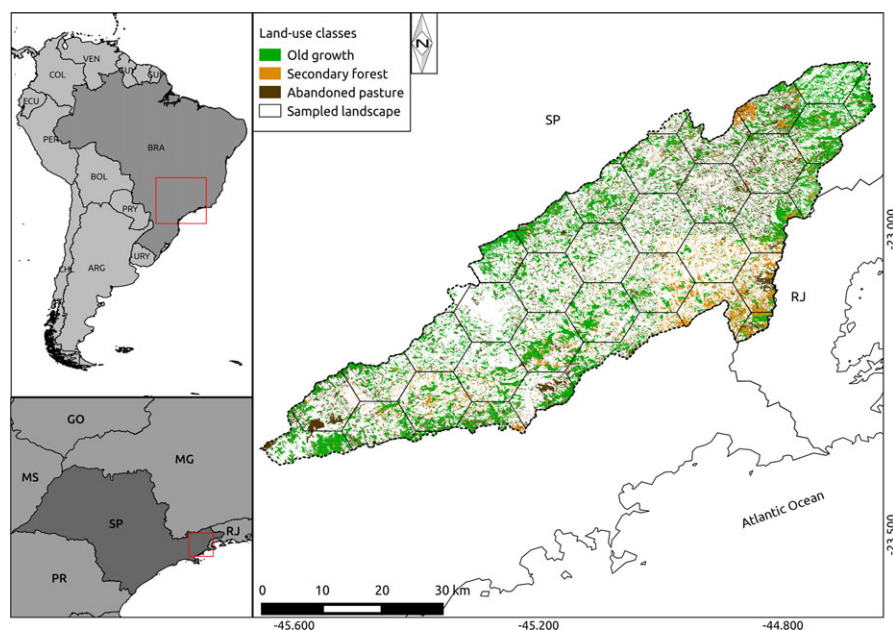 VEN
COL
GUY
GUF
ECU
PER
BRA
BOL
PRY
CHL
ARG
URY
GO
MG
MS
SP
RJ
PR
Land-use classes
Old growth
Secondary forest
Abandoned pasture
Sampled landscape
N
SP
RJ
Atlantic Ocean
-23.000
-23.500
0 10 20 30 km
-45.600 -45.200 -44.800